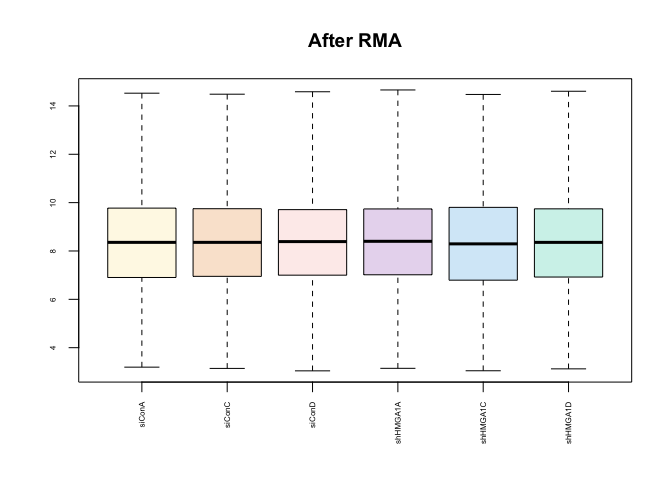 After RMA
14
12
10
8
6
4
siConA
siConC
siConD
shHMGA1A
shHMGA1C
shHMGA1D